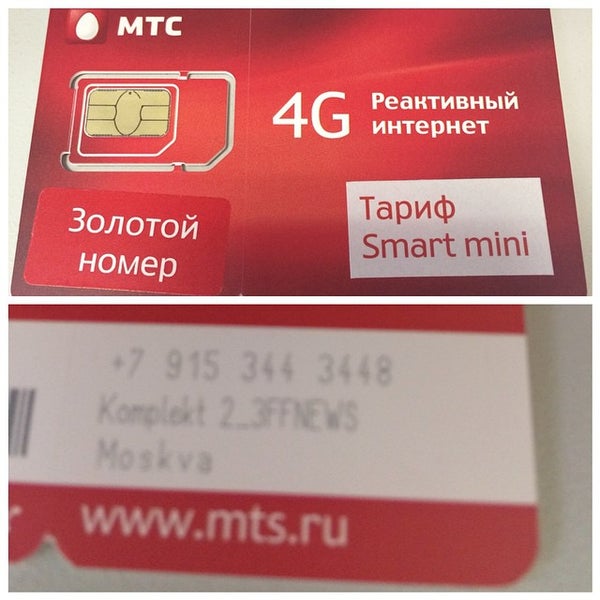 МТС
4G Реактивный
интернет
Золотой
номер
Тариф
Smart mini
+7 915 344 3448
Komplekt 2_3FFNEWS
Moskva
www.mts.ru